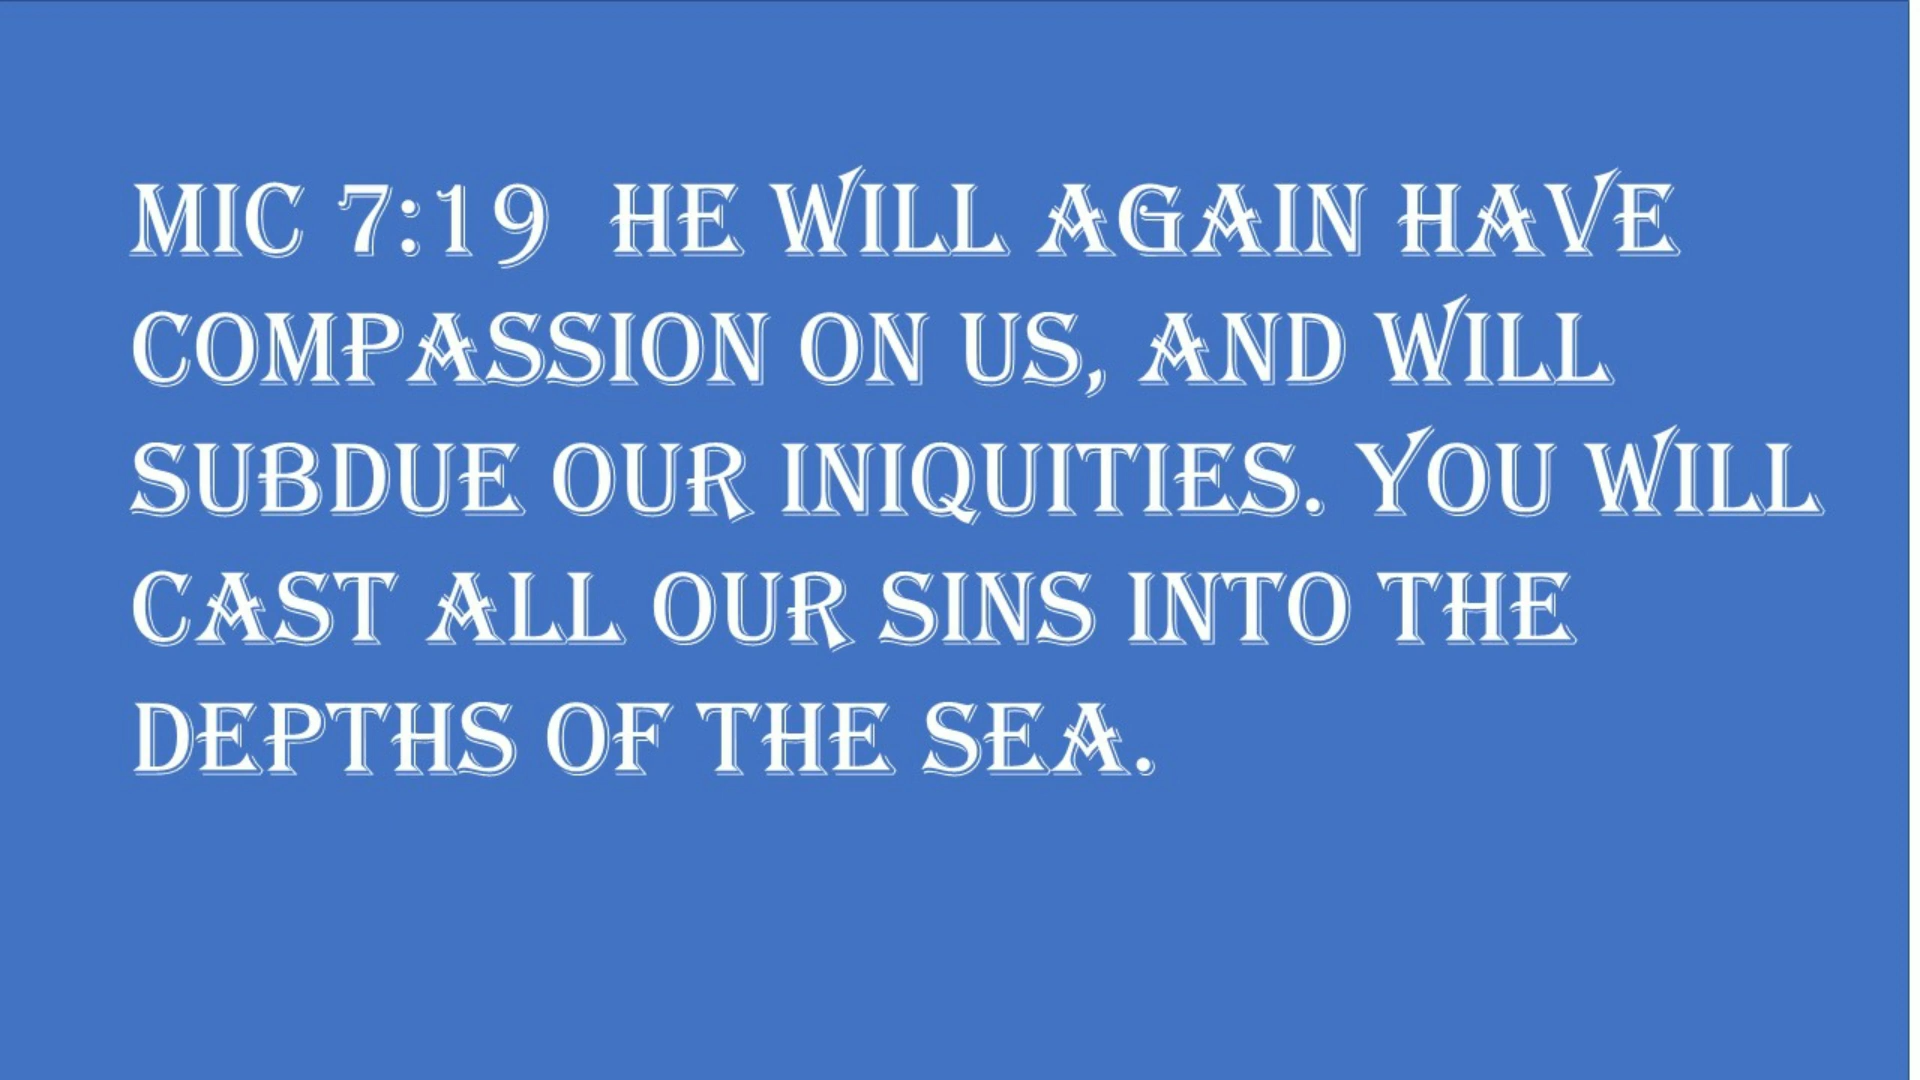 MIC 7:19  HE WILL AGAIN HAVE
COMPASSION ON US, AND WILL
SUBDUE OUR INIQUITIES. YOU WILL
CAST ALL OUR SINS INTO THE
DEPTHS OF THE SEA.